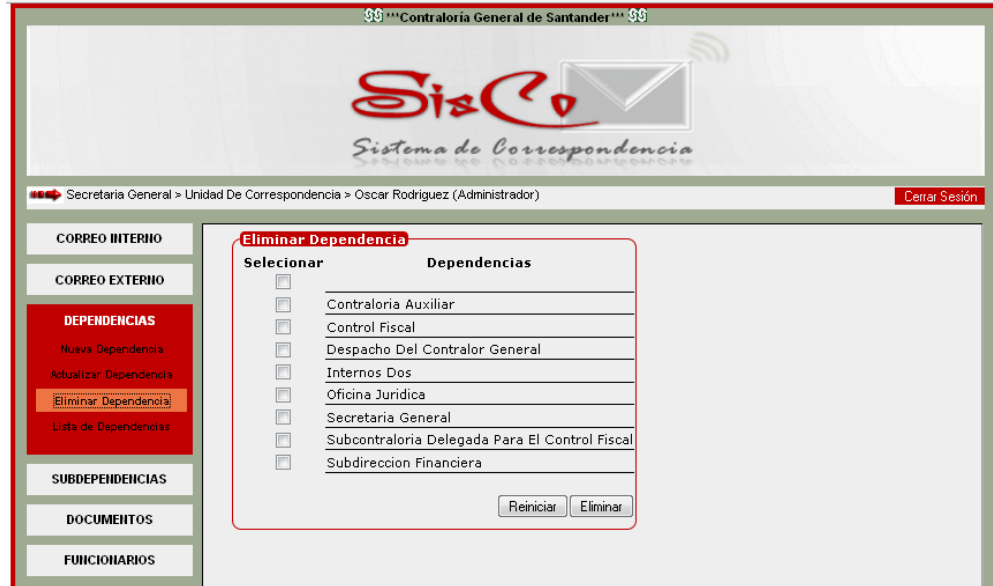 ***Contraloría General de Santander***
SisCo
Sistema de Correspondencia
Secretaria General > Unidad De Correspondencia > Oscar Rodriguez (Administrador)
Cerrar Sesión
CORREO INTERNO
CORREO EXTERNO
DEPENDENCIAS
Nueva Dependencia
Actualizar Dependencia
Eliminar Dependencia
Lista de Dependencias
SUBDEPENDENCIAS
DOCUMENTOS
FUNCIONARIOS
Eliminar Dependencia
Selecionar Dependencias
Contraloria Auxiliar
Control Fiscal
Despacho Del Contralor General
Internos Dos
Oficina Juridica
Secretaria General
Subcontraloria Delegada Para El Control Fiscal
Subdireccion Financiera
Reiniciar Eliminar